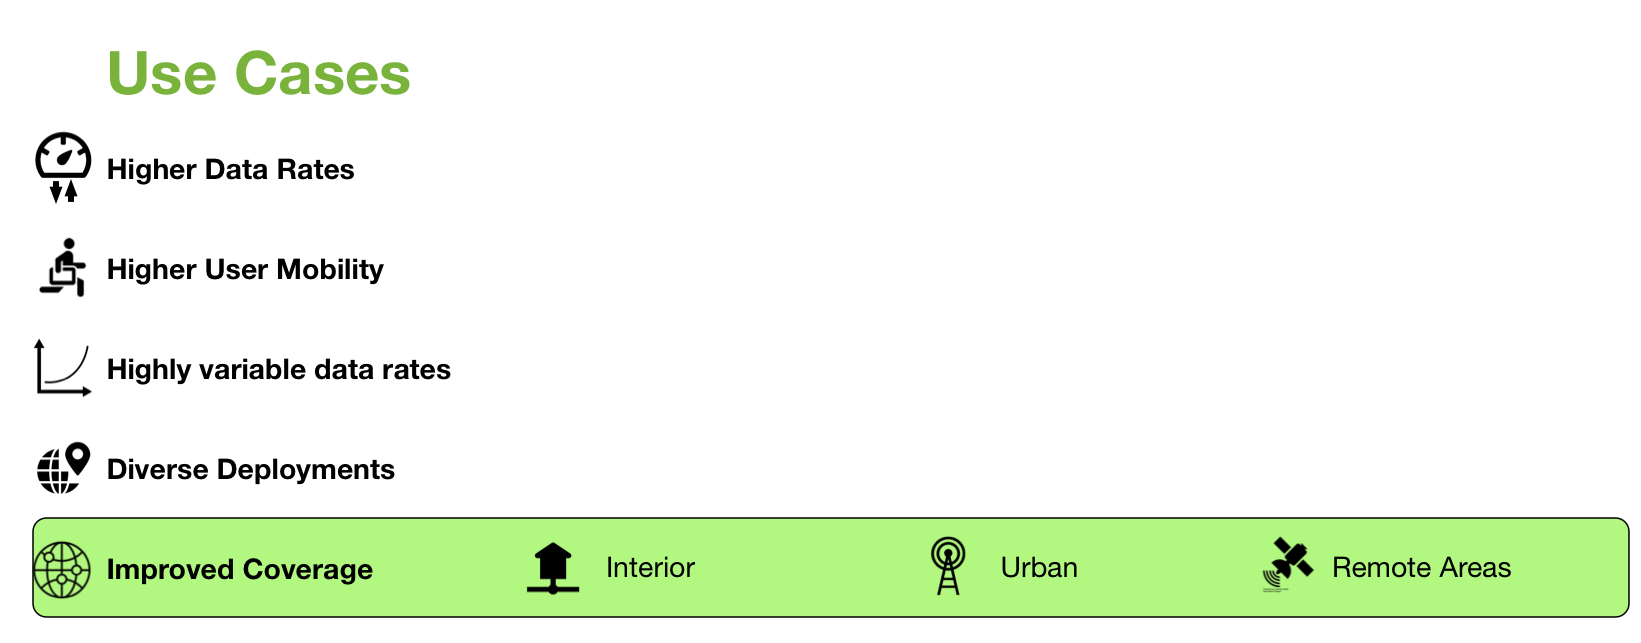 Use Cases
Higher Data Rates
Higher User Mobility
Highly variable data rates
Diverse Deployments
Improved Coverage Interior Urban Remote Areas